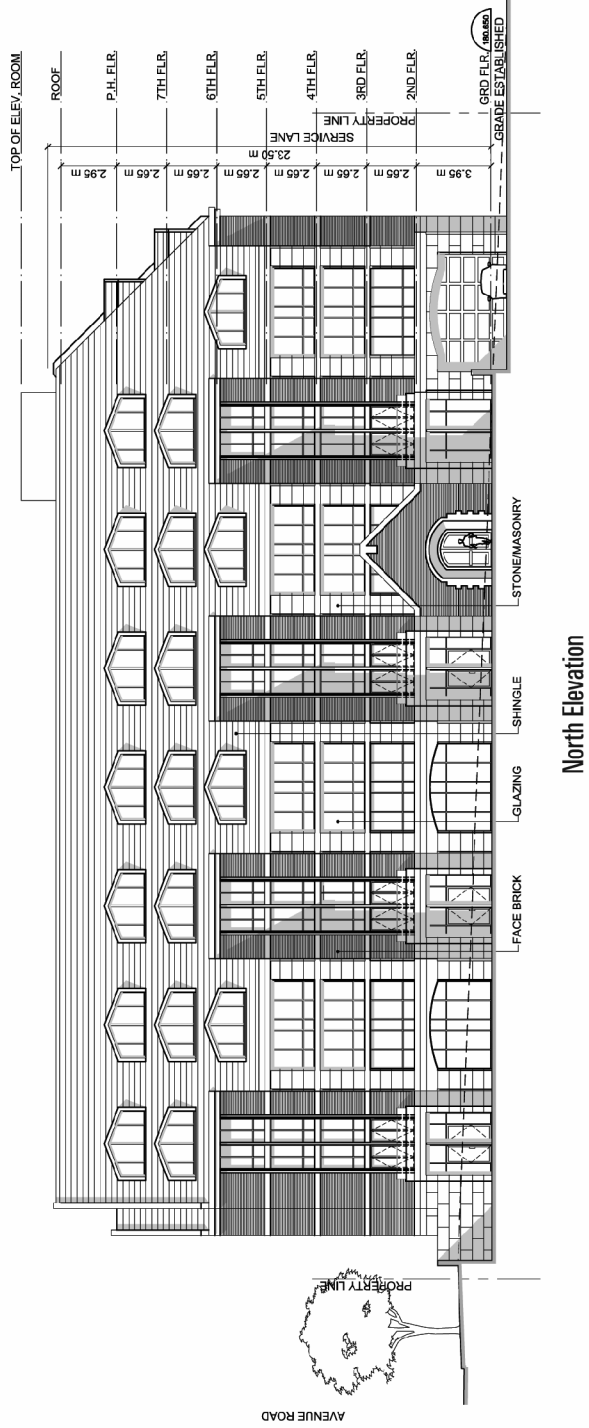 TOP OF ELEV. ROOM
ROOF
P.H. FLR.
7TH FLR.
6TH FLR.
5TH FLR.
4TH FLR.
3RD FLR.
2ND FLR.
GRD FLR.
GRADE ESTABLISHED
PROPERTY LINE
SERVICE LANE
23.50 m
2.95 m
2.65 m
2.65 m
2.65 m
2.65 m
2.65 m
2.65 m
3.95 m
STONE/MASONRY
SHINGLE
GLAZING
FACE BRICK
PROPERTY LINE
AVENUE ROAD
North Elevation